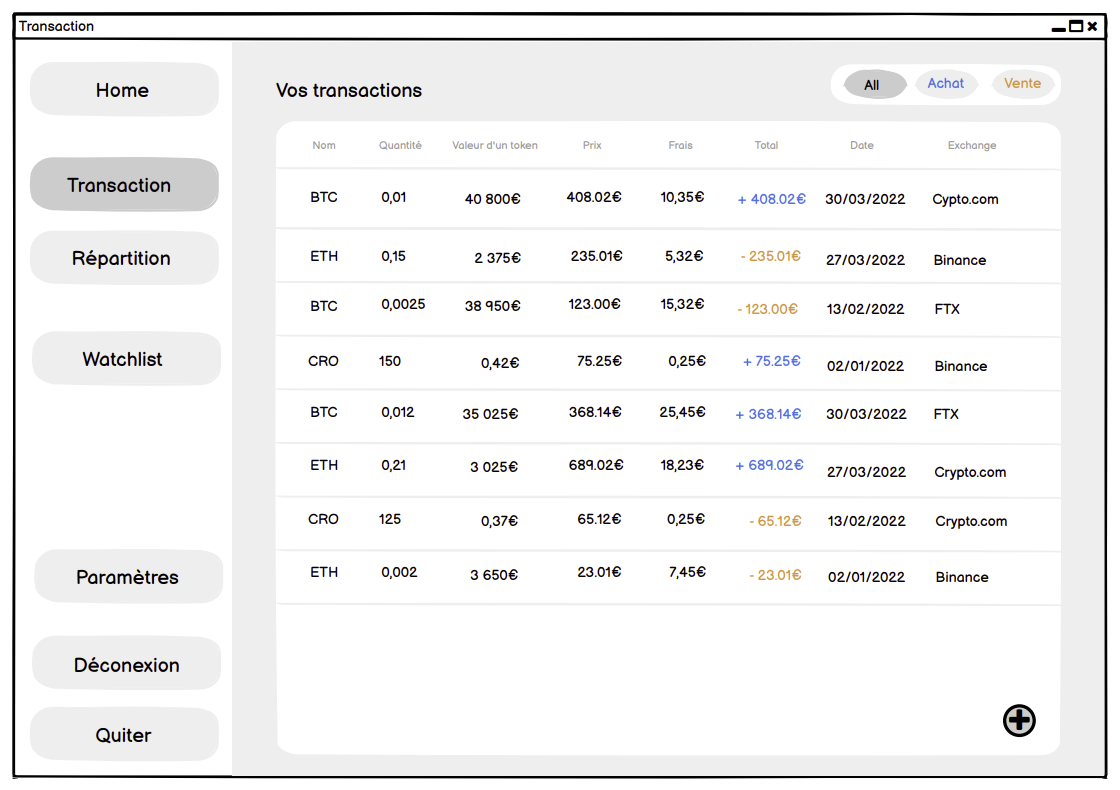 Transaction
Home
Transaction
Répartition
Watchlist
Paramètres
Déconexion
Quiter
Vos transactions
All Achat Vente
Nom Quantité Valeur d'un token Prix Frais Total Date Exchange
BTC 0,01 40 800€ 408.02€ 10,35€ + 408.02€ 30/03/2022 Cypto.com
ETH 0,15 2 375€ 235.01€ 5,32€ - 235.01€ 27/03/2022 Binance
BTC 0,0025 38 950€ 123.00€ 15,32€ - 123.00€ 13/02/2022 FTX
CRO 150 0,42€ 75.25€ 0,25€ + 75.25€ 02/01/2022 Binance
BTC 0,012 35 025€ 368.14€ 25,45€ + 368.14€ 30/03/2022 FTX
ETH 0,21 3 025€ 689.02€ 18,23€ + 689.02€ 27/03/2022 Crypto.com
CRO 125 0,37€ 65.12€ 0,25€ - 65.12€ 13/02/2022 Crypto.com
ETH 0,002 3 650€ 23.01€ 7,45€ - 23.01€ 02/01/2022 Binance